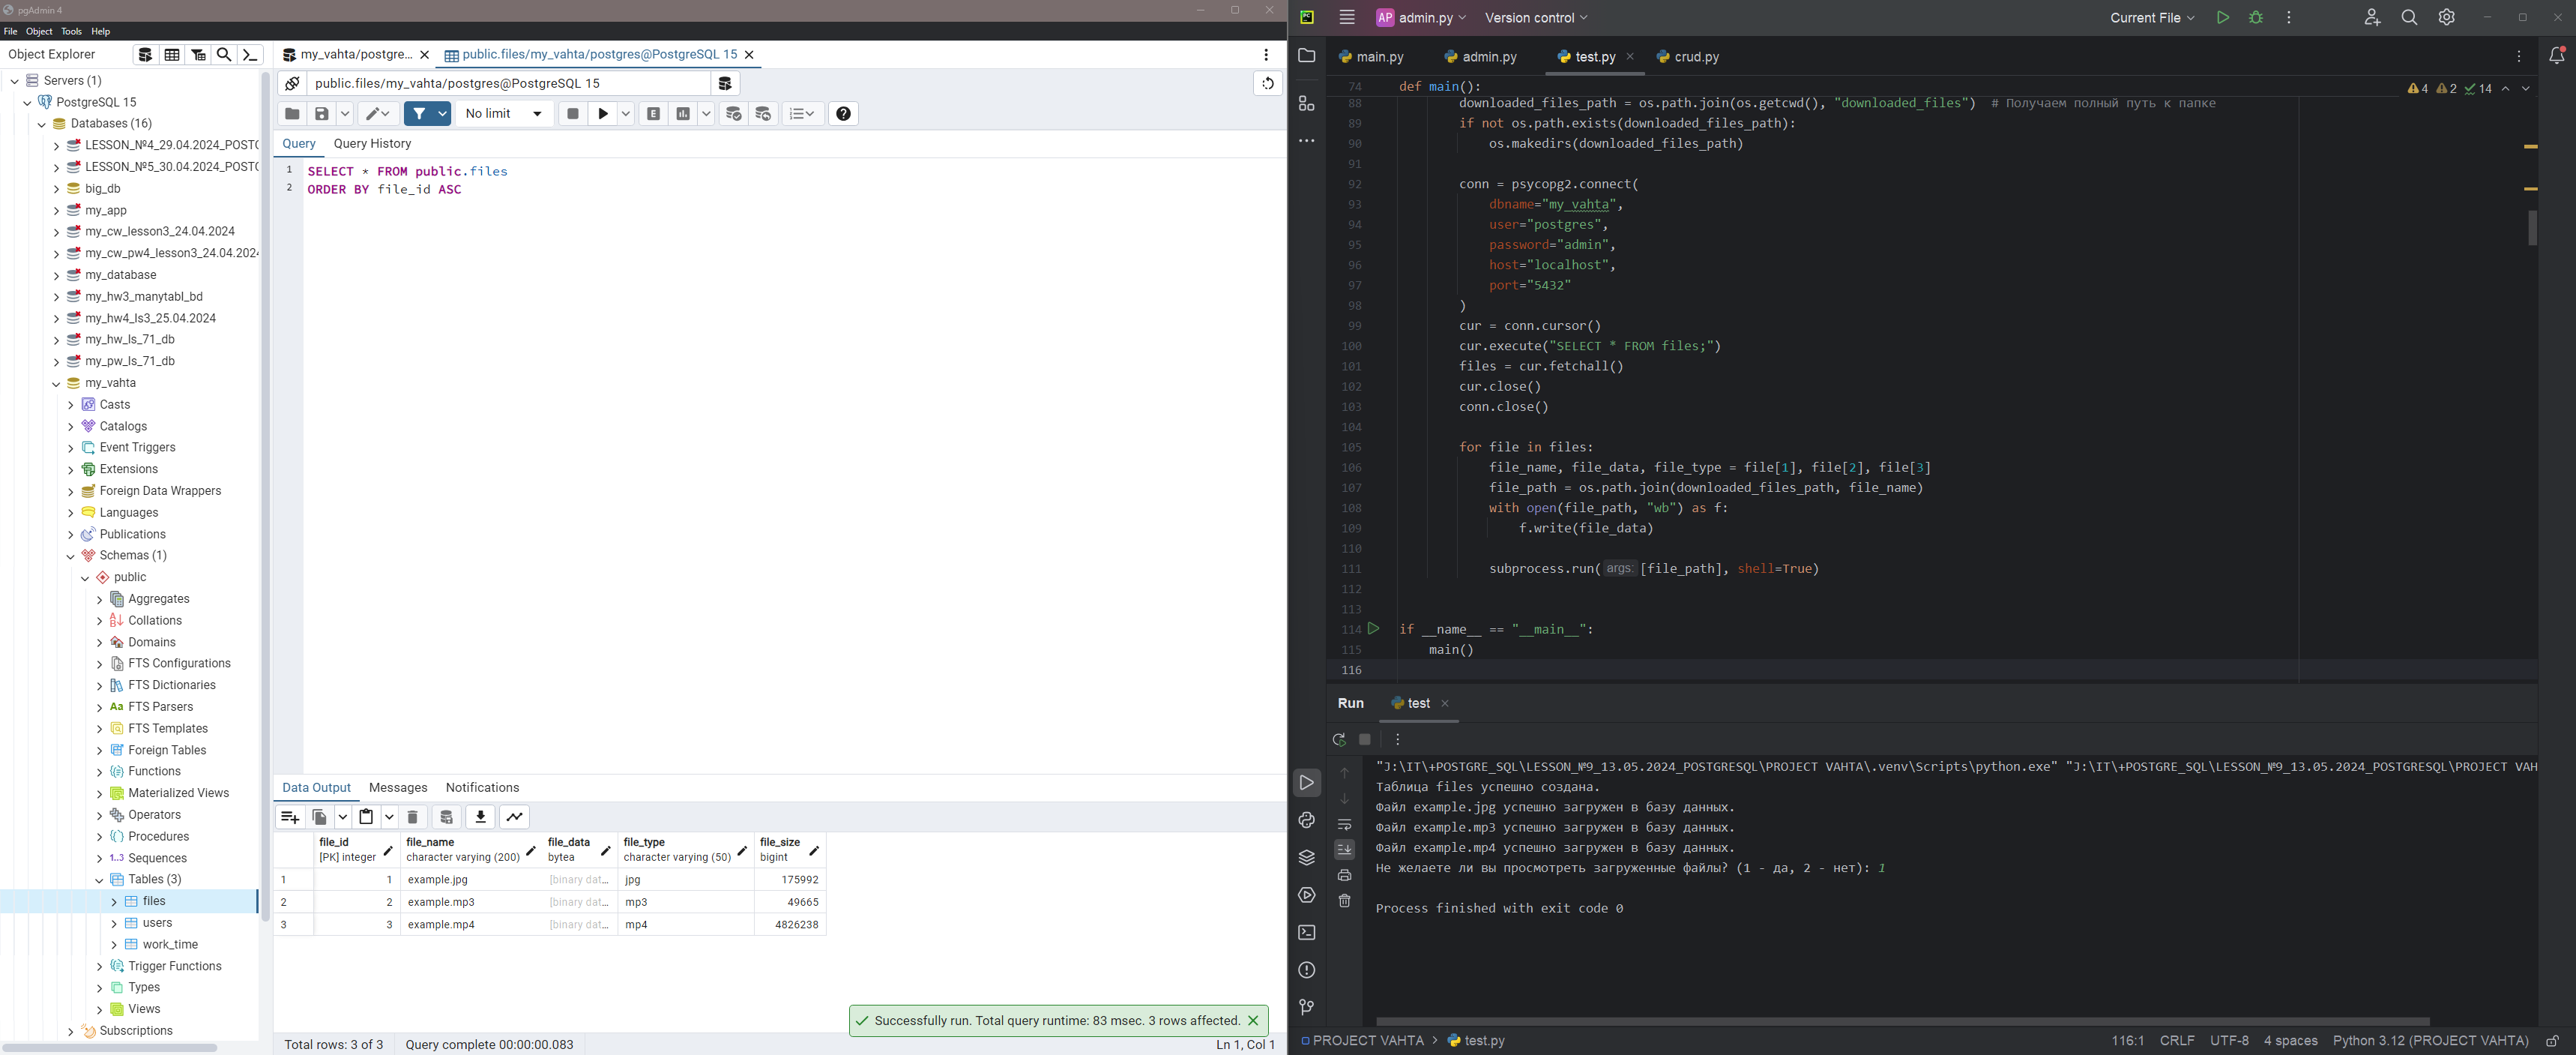 pgAdmin 4
File Object Tools Help
Object Explorer
Servers (1)
PostgreSQL 15
Databases (16)
LESSON_№4_29.04.2024_POSTG
LESSON_№5_30.04.2024_POSTG
big_db
my_app
my_cw_lesson3_24.04.2024
my_cw_pw4_lesson3_24.04.2024
my_database
my_hw3_manytabl_bd
my_hw4_ls3_25.04.2024
my_hw_ls_71_db
my_pw_ls_71_db
my_vahta
Casts
Catalogs
Event Triggers
Extensions
Foreign Data Wrappers
Languages
Publications
Schemas (1)
public
Aggregates
Collations
Domains
FTS Configurations
FTS Dictionaries
FTS Parsers
FTS Templates
Foreign Tables
Functions
Materialized Views
Operators
Procedures
Sequences
Tables (3)
files
users
work_time
Trigger Functions
Types
Views
Subscriptions
my_vahta/postgre... public.files/my_vahta/postgres@PostgreSQL 15
public.files/my_vahta/postgres@PostgreSQL 15
No limit
Query Query History
1 SELECT * FROM public.files
2 ORDER BY file_id ASC
Data Output Messages Notifications
file_id file_name file_data file_type file_size
[PK] integer character varying (200) bytea character varying (50) bigint
1 1 example.jpg [binary dat... jpg 175992
2 2 example.mp3 [binary dat... mp3 49665
3 3 example.mp4 [binary dat... mp4 4826238
Successfully run. Total query runtime: 83 msec. 3 rows affected.
Total rows: 3 of 3 Query complete 00:00:00.083 Ln 1, Col 1
AP admin.py Version control Current File
main.py admin.py test.py crud.py
4 2 14
74 def main():
88 downloaded_files_path = os.path.join(os.getcwd(), "downloaded_files") # Получаем полный путь к папке
89 if not os.path.exists(downloaded_files_path):
90 os.makedirs(downloaded_files_path)
91
92 conn = psycopg2.connect(
93 dbname="my_vahta",
94 user="postgres",
95 password="admin",
96 host="localhost",
97 port="5432"
98 )
99 cur = conn.cursor()
100 cur.execute("SELECT * FROM files;")
101 files = cur.fetchall()
102 cur.close()
103 conn.close()
104
105 for file in files:
106 file_name, file_data, file_type = file[1], file[2], file[3]
107 file_path = os.path.join(downloaded_files_path, file_name)
108 with open(file_path, "wb") as f:
109 f.write(file_data)
110
111 subprocess.run( args: [file_path], shell=True)
112
113
114 if __name__ == "__main__":
115 main()
116
Run test
"J:\IT\+POSTGRE_SQL\LESSON_№9_13.05.2024_POSTGRESQL\PROJECT VAHTA\.venv\Scripts\python.exe" "J:\IT\+POSTGRE_SQL\LESSON_№9_13.05.2024_POSTGRESQL\PROJECT VAH
Таблица files успешно создана.
Файл example.jpg успешно загружен в базу данных.
Файл example.mp3 успешно загружен в базу данных.
Файл example.mp4 успешно загружен в базу данных.
Не желаете ли вы просмотреть загруженные файлы? (1 - да, 2 - нет): 1
Process finished with exit code 0
PROJECT VAHTA > test.py 116:1 CRLF UTF-8 4 spaces Python 3.12 (PROJECT VAHTA)